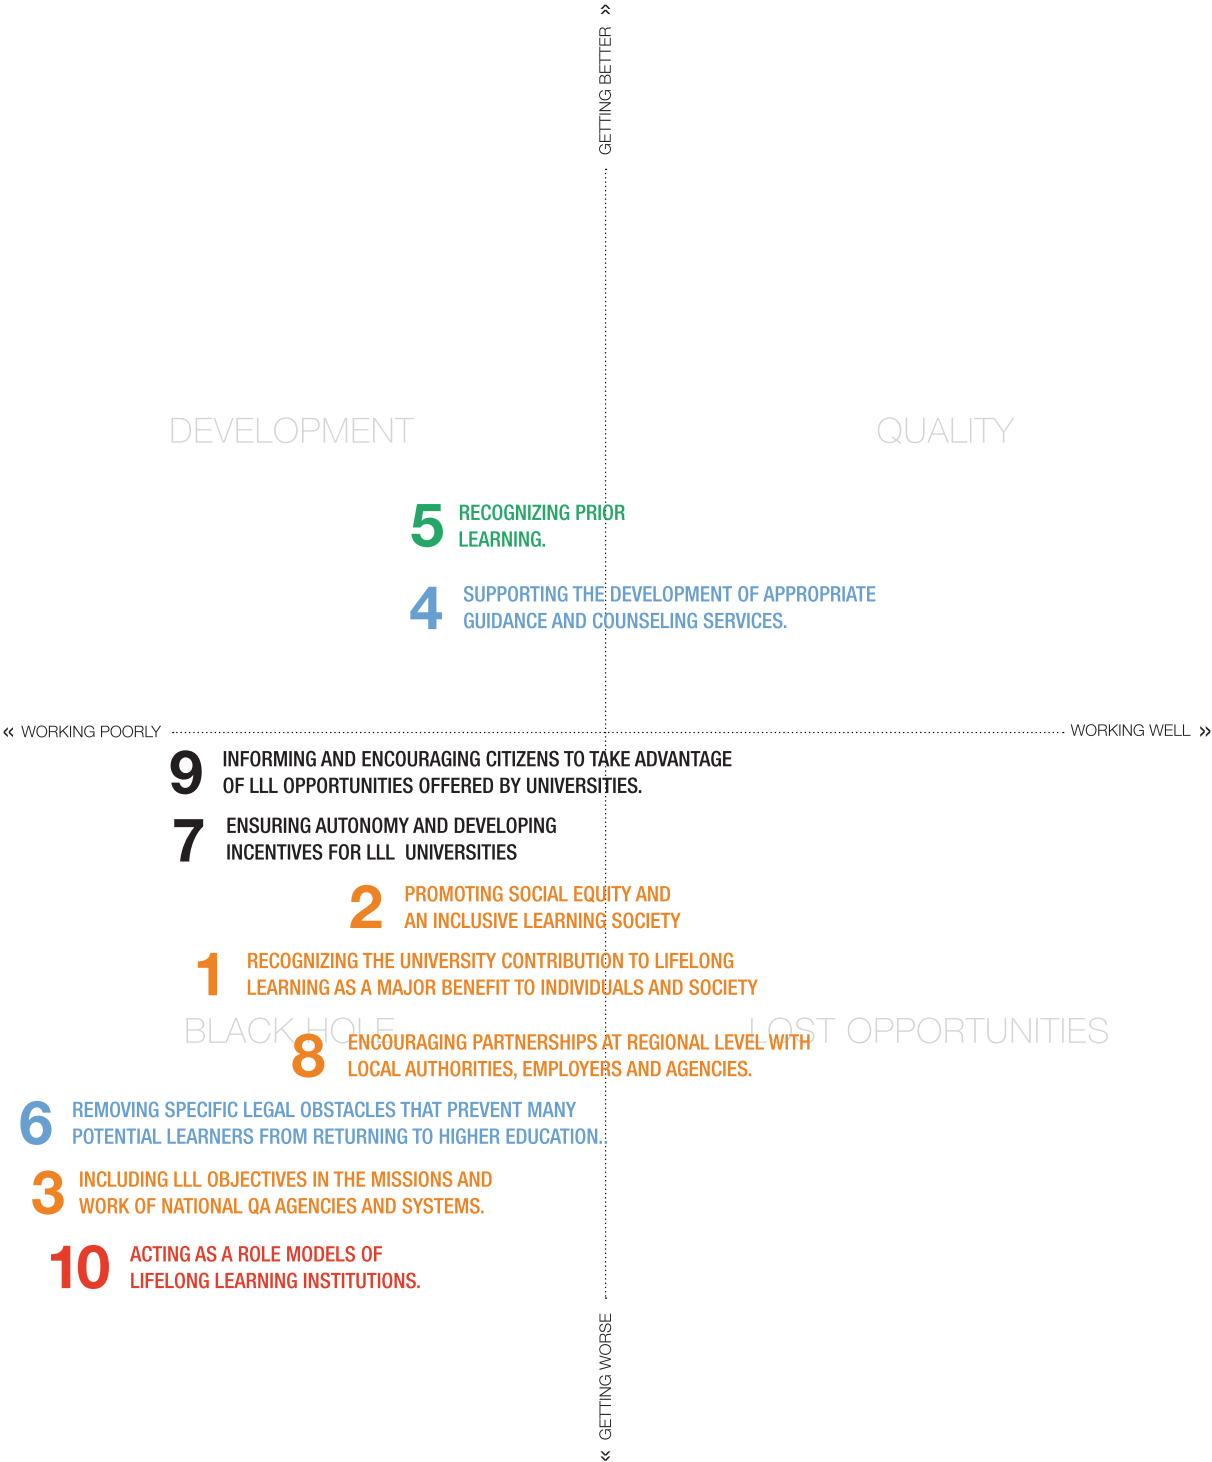 » GETTING BETTER
DEVELOPMENT
QUALITY
5 RECOGNIZING PRIOR
LEARNING.
4 SUPPORTING THE DEVELOPMENT OF APPROPRIATE
GUIDANCE AND COUNSELING SERVICES.
« WORKING POORLY
WORKING WELL »
9 INFORMING AND ENCOURAGING CITIZENS TO TAKE ADVANTAGE
OF LLL OPPORTUNITIES OFFERED BY UNIVERSITIES.
7 ENSURING AUTONOMY AND DEVELOPING
INCENTIVES FOR LLL  UNIVERSITIES
2 PROMOTING SOCIAL EQUITY AND
AN INCLUSIVE LEARNING SOCIETY
1 RECOGNIZING THE UNIVERSITY CONTRIBUTION TO LIFELONG
LEARNING AS A MAJOR BENEFIT TO INDIVIDUALS AND SOCIETY
BLACK HOLE
LOST OPPORTUNITIES
8 ENCOURAGING PARTNERSHIPS AT REGIONAL LEVEL WITH
LOCAL AUTHORITIES, EMPLOYERS AND AGENCIES.
6 REMOVING SPECIFIC LEGAL OBSTACLES THAT PREVENT MANY
POTENTIAL LEARNERS FROM RETURNING TO HIGHER EDUCATION..
3 INCLUDING LLL OBJECTIVES IN THE MISSIONS AND
WORK OF NATIONAL QA AGENCIES AND SYSTEMS.
10 ACTING AS A ROLE MODELS OF
LIFELONG LEARNING INSTITUTIONS.
« GETTING WORSE